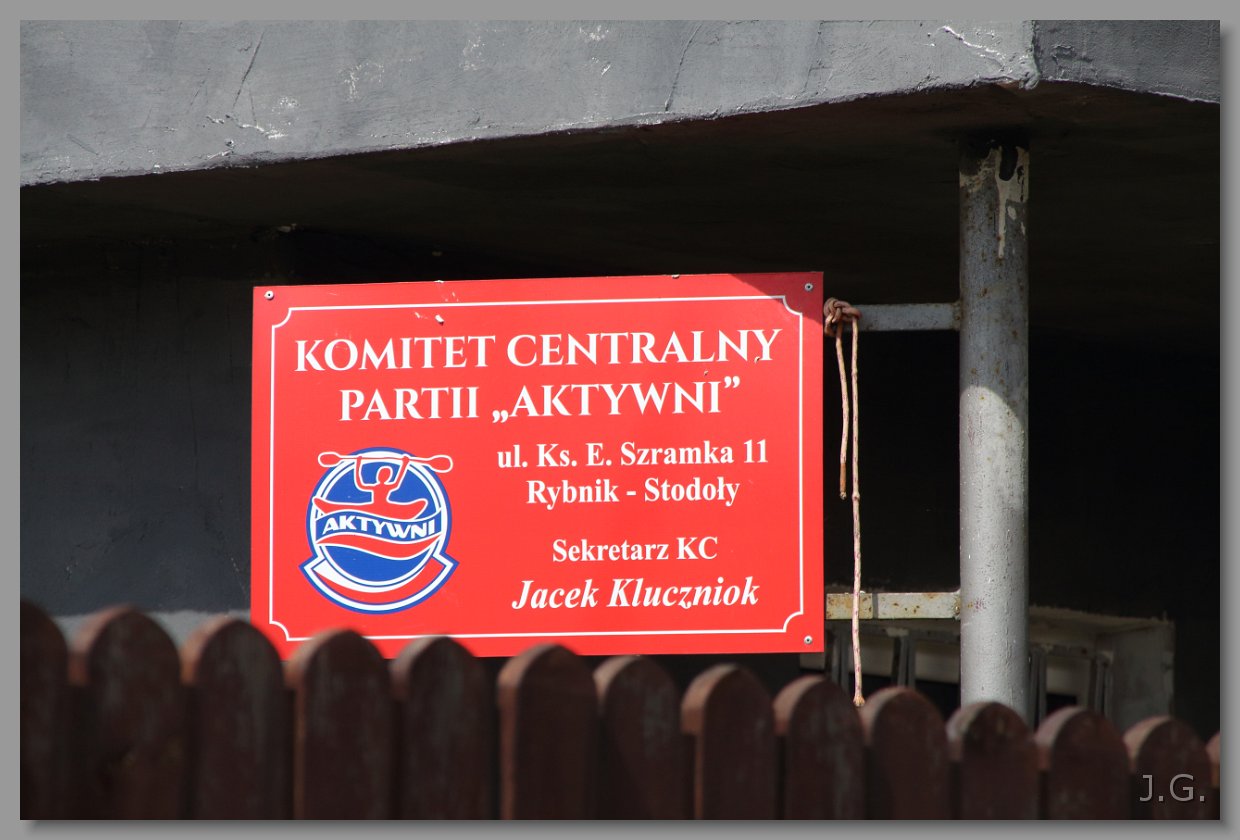 KOMITET CENTRALNY
PARTII „AKTYWNI”
ul. Ks. E. Szramka 11
Rybnik - Stodoły
AKTYWNI
Sekretarz KC
Jacek Kluczniok
J.G.